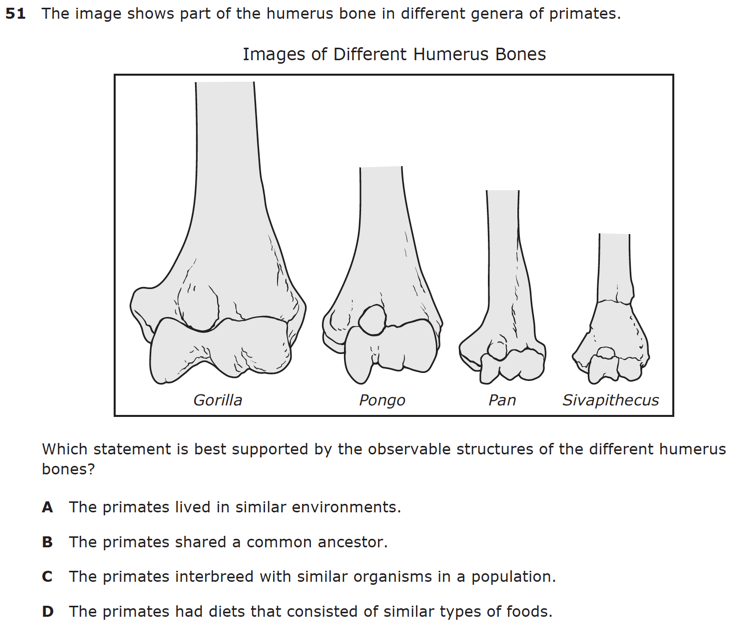 51 The image shows part of the humerus bone in different genera of primates.
Images of Different Humerus Bones
Gorilla Pongo Pan Sivapithecus
Which statement is best supported by the observable structures of the different humerus
bones?
A The primates lived in similar environments.
B The primates shared a common ancestor.
C The primates interbreed with similar organisms in a population.
D The primates had diets that consisted of similar types of foods.